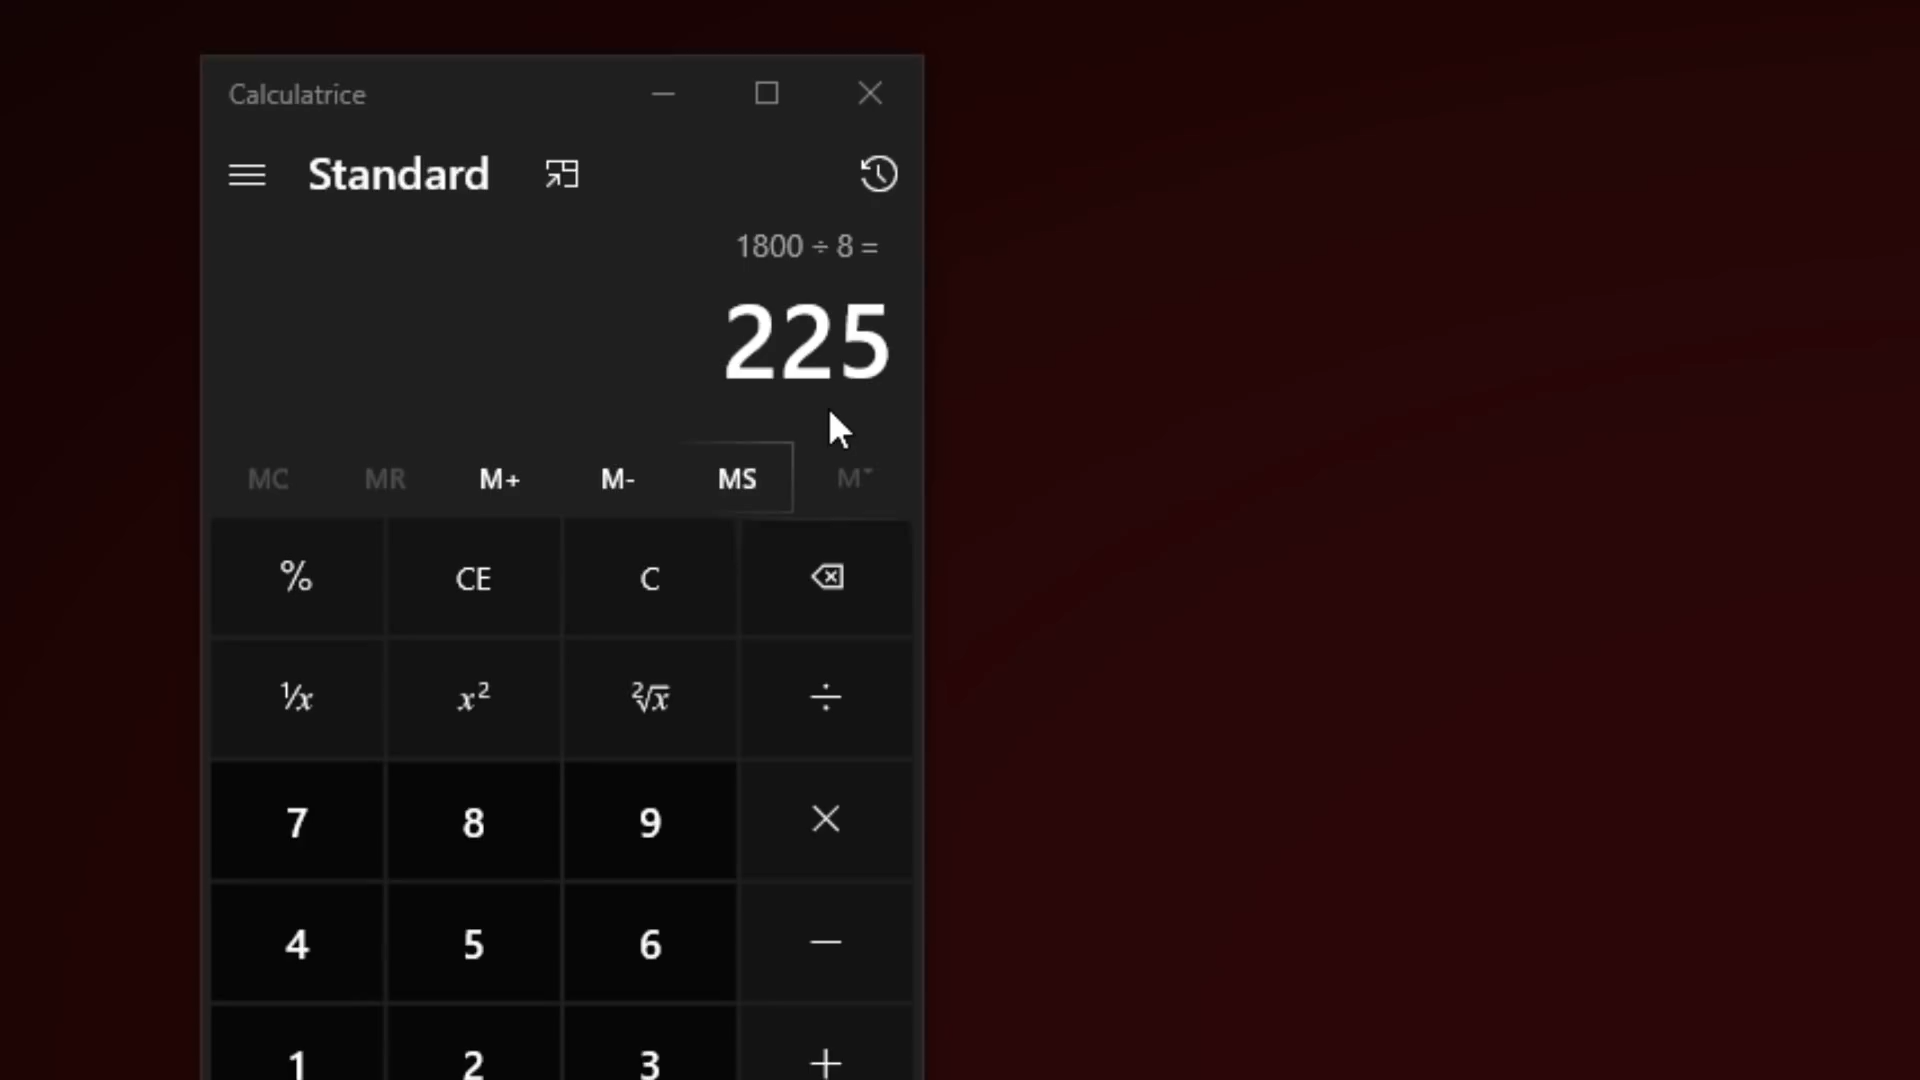 Calculatrice
Standard
1800 ÷ 8 =
225
MC MR M+ M- MS M˅
% CE C
¹⁄x x² ²√x ÷
7 8 9 ×
4 5 6 −
1 2 3 +